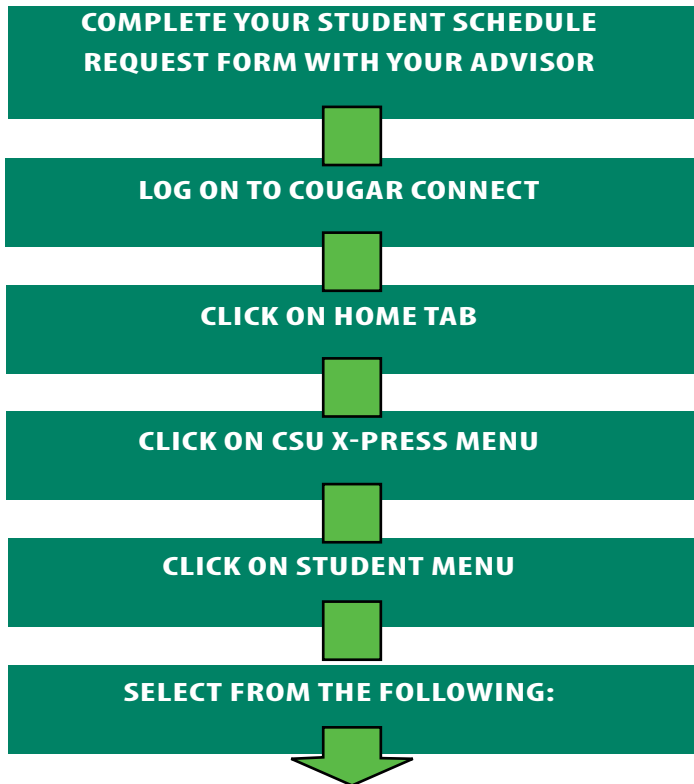 COMPLETE YOUR STUDENT SCHEDULE
REQUEST FORM WITH YOUR ADVISOR
LOG ON TO COUGAR CONNECT
CLICK ON HOME TAB
CLICK ON CSU X-PRESS MENU
CLICK ON STUDENT MENU
SELECT FROM THE FOLLOWING: